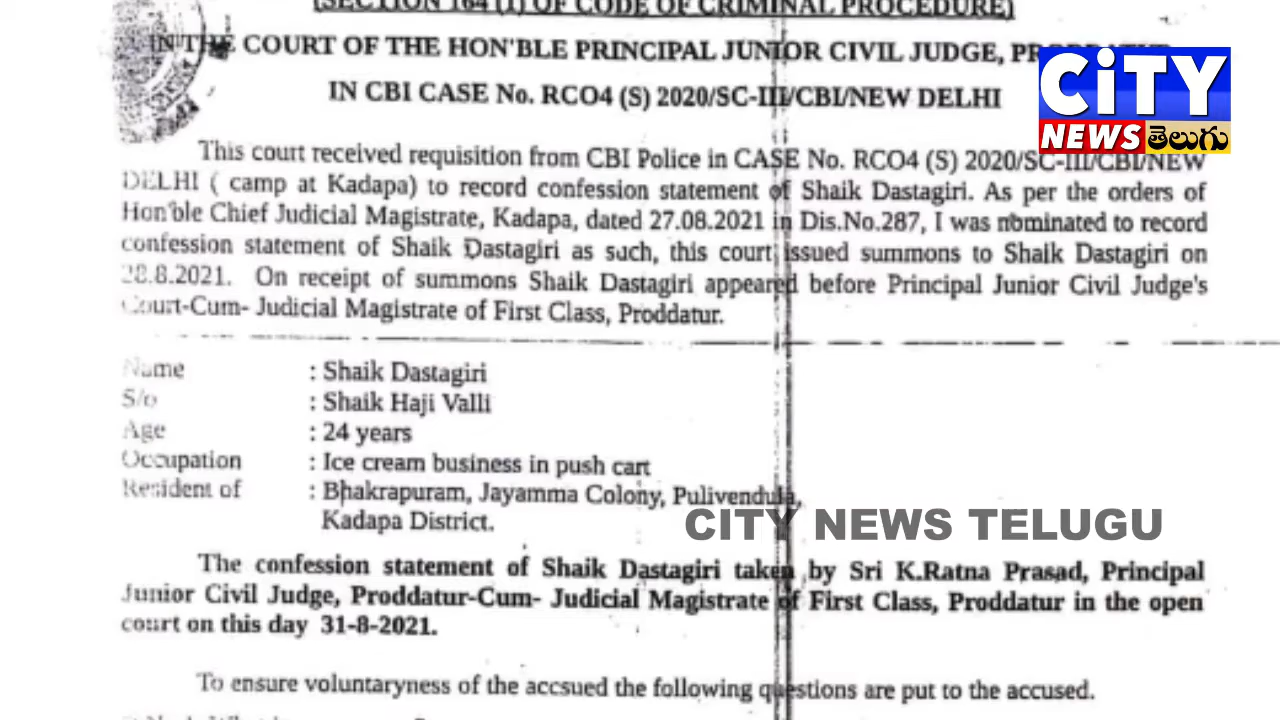 (SECTION 164 (1) OF CODE OF CRIMINAL PROCEDURE)
IN THE COURT OF THE HON'BLE PRINCIPAL JUNIOR CIVIL JUDGE,
IN CBI CASE No. RCO4 (S) 2020/SC-III/CBI/NEW DELHI
CiTY
NEWS తెలుగు
This court received requisition from CBI Police in CASE No. RCO4 (S) 2020/SC-III/CBI/NEW
DELHI ( camp at Kadapa) to record confession statement of Shaik Dastagiri. As per the orders of
Hon'ble Chief Judicial Magistrate, Kadapa, dated 27.08.2021 in Dis.No.287, I was nominated to record
confession statement of Shaik Dastagiri as such, this court issued summons to Shaik Dastagiri on
28.8.2021. On receipt of summons Shaik Dastagiri appeared before Principal Junior Civil Judge's
Court-Cum- Judicial Magistrate of First Class, Proddatur.
Name : Shaik Dastagiri
S/o : Shaik Haji Valli
Age : 24 years
Occupation : Ice cream business in push cart
Resident of : Bhakrapuram, Jayamma Colony, Pulivendula,
Kadapa District.
CITY NEWS TELUGU
The confession statement of Shaik Dastagiri taken by Sri K.Ratna Prasad, Principal
Junior Civil Judge, Proddatur-Cum- Judicial Magistrate of First Class, Proddatur in the open
court on this day 31-8-2021.
To ensure voluntaryness of the accsued the following questions are put to the accused.